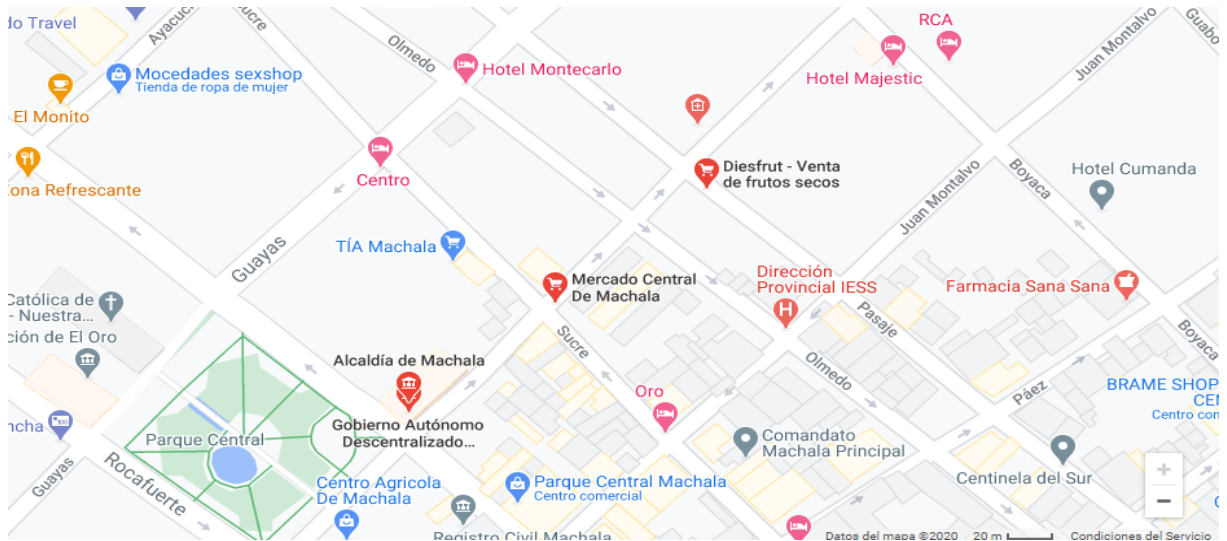 do Travel
Ayacuc
Olmedo
RCA
Juan Montalvo
Guabo
Mocedades sexshop
Tienda de ropa de mujer
Hotel Montecarlo
Hotel Majestic
El Monito
Zona Refrescante
Centro
Diesfrut - Venta
de frutos secos
Boyaca
Hotel Cumanda
Juan Montalvo
Guayas
TÍA Machala
Mercado Central
De Machala
Dirección
Provincial IESS
Farmacia Sana Sana
Católica de
- Nuestra...
ción de El Oro
Sucre
Pasaje
Boyaca
Alcaldía de Machala
Olmedo
Páez
Oro
BRAME SHOP
CEN
Centro com
ncha
Parque Central
Gobierno Autónomo
Descentralizado...
Comandato
Machala Principal
Guayas
Rocafuerte
Centro Agricola
De Machala
Parque Central Machala
Centro comercial
Centinela del Sur
Registro Civil Machala
Datos del mapa ©2020
20 m
Condiciones del Servicio